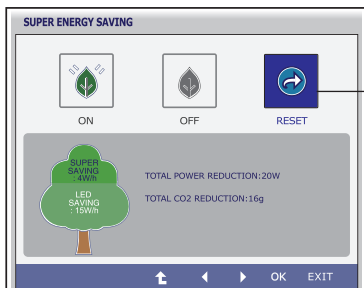 SUPER ENERGY SAVING
ON
OFF
RESET
SUPER
SAVING
: 4W/h
LED
SAVING
: 15W/h
TOTAL POWER REDUCTION:20W
TOTAL CO2 REDUCTION:16g
OK
EXIT